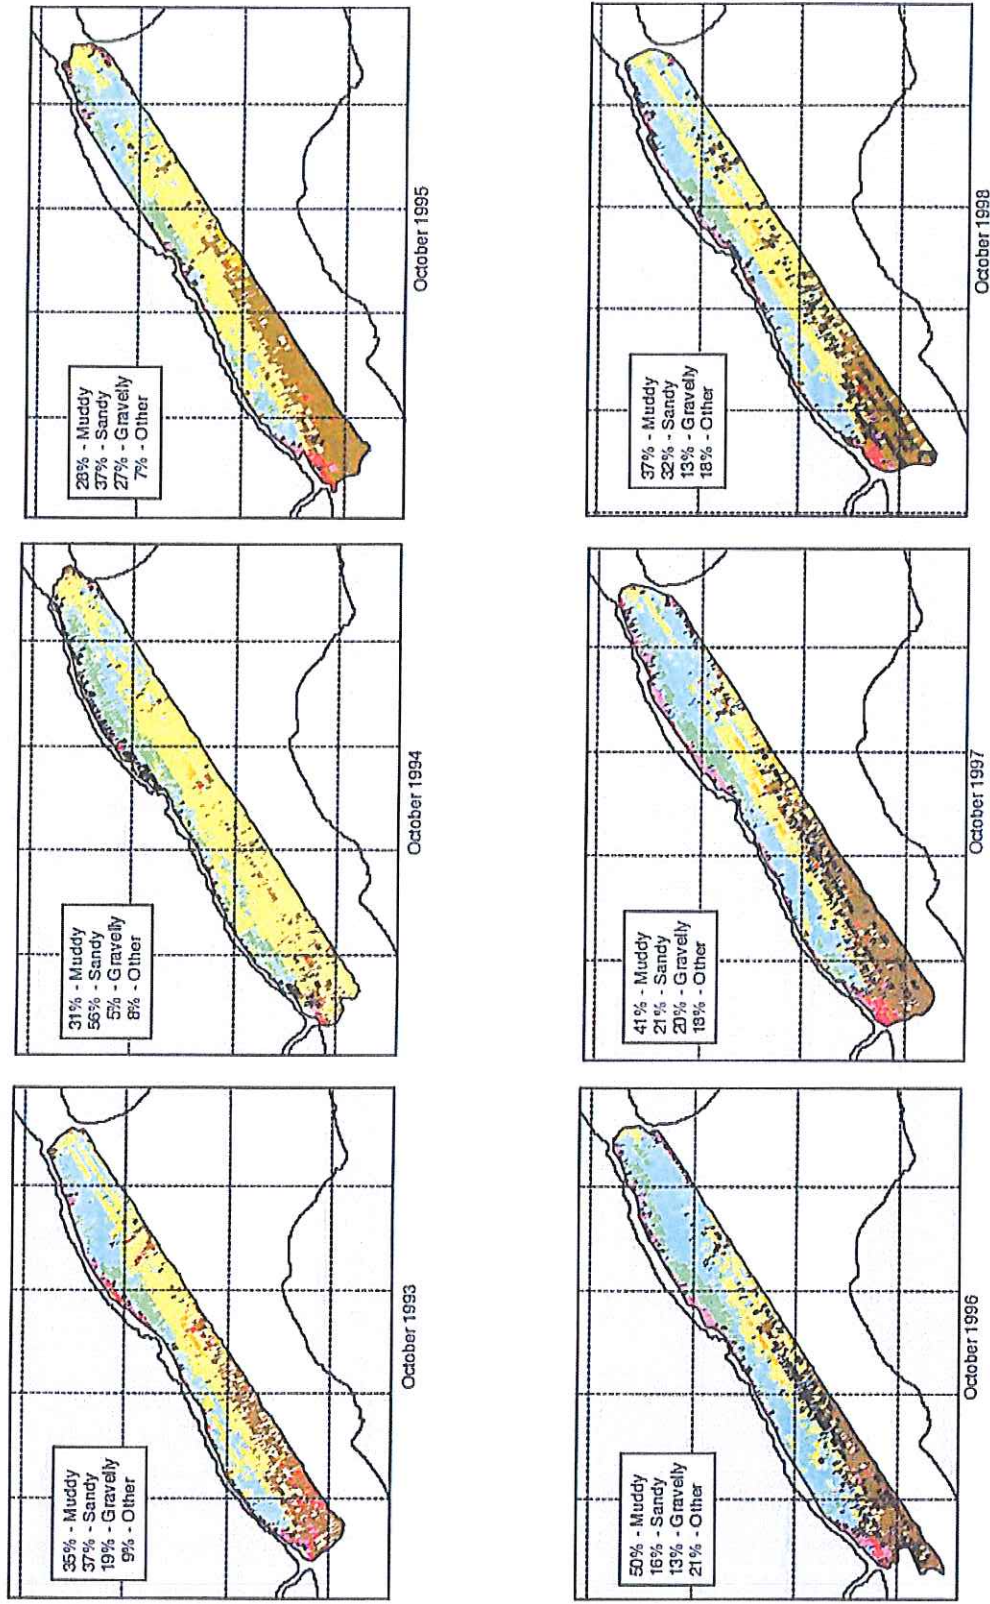 28% - Muddy
37% - Sandy
27% - Gravelly
7% - Other
October 1995
37% - Muddy
32% - Sandy
13% - Gravelly
18% - Other
October 1998
31% - Muddy
56% - Sandy
5% - Gravelly
8% - Other
October 1994
41% - Muddy
21% - Sandy
20% - Gravelly
18% - Other
October 1997
35% - Muddy
37% - Sandy
19% - Gravelly
9% - Other
October 1993
50% - Muddy
16% - Sandy
13% - Gravelly
21% - Other
October 1996